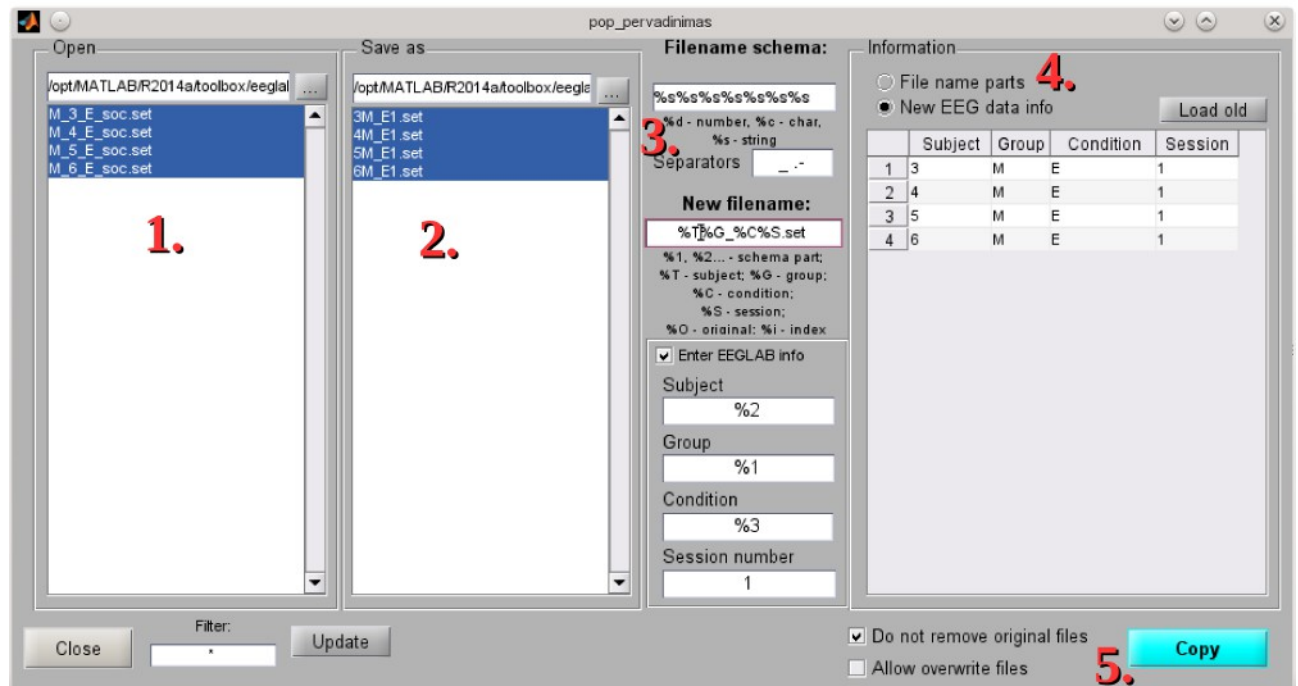 pop_pervadinimas
Open
/opt/MATLAB/R2014a/toolbox/eeglal
...
M_3_E_soc.set
M_4_E_soc.set
M_5_E_soc.set
M_6_E_soc.set
1.
Save as
/opt/MATLAB/R2014a/toolbox/eegla
...
3M_E1.set
4M_E1.set
5M_E1.set
6M_E1.set
2.
Filename schema:
%s%s%s%s%s%s%s
%d - number, %c - char,
%s - string
3.
Separators
_ .-
New filename:
%T%G_%C%S.set
%1, %2... - schema part;
%T - subject; %G - group;
%C - condition;
%S - session;
%O - original; %i - index
Enter EEGLAB info
Subject
%2
Group
%1
Condition
%3
Session number
1
Information
File name parts
4.
New EEG data info
Load old
Subject Group Condition Session
1 3 M E 1
2 4 M E 1
3 5 M E 1
4 6 M E 1
Close
Filter:
*
Update
Do not remove original files
Allow overwrite files
5.
Copy